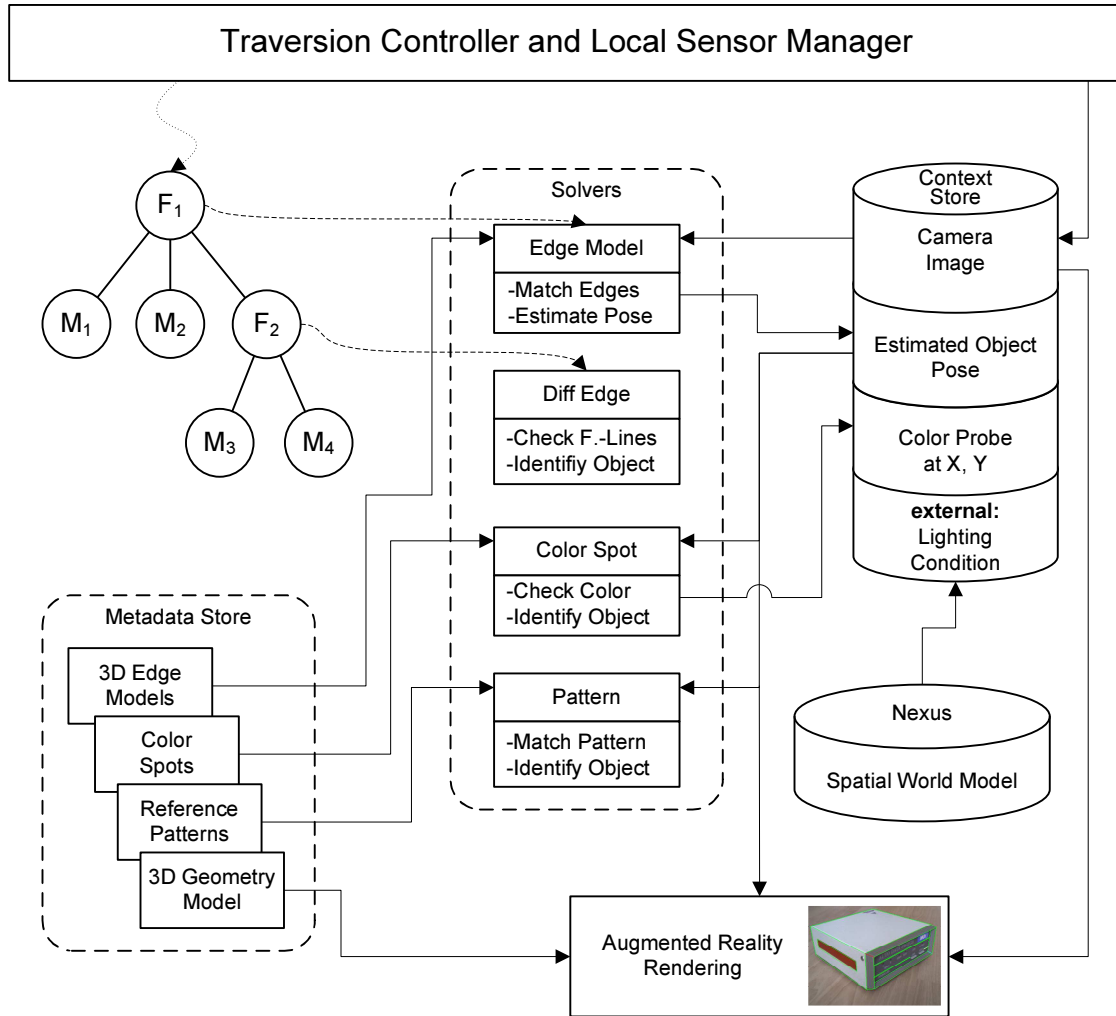 Traversion Controller and Local Sensor Manager
F1
M1
M2
F2
M3
M4
Solvers
Edge Model
-Match Edges
-Estimate Pose
Diff Edge
-Check F.-Lines
-Identifiy Object
Color Spot
-Check Color
-Identify Object
Pattern
-Match Pattern
-Identify Object
Context
Store
Camera
Image
Estimated Object
Pose
Color Probe
at X, Y
external:
Lighting
Condition
Nexus
Spatial World Model
Metadata Store
3D Edge
Models
Color
Spots
Reference
Patterns
3D Geometry
Model
Augmented Reality
Rendering